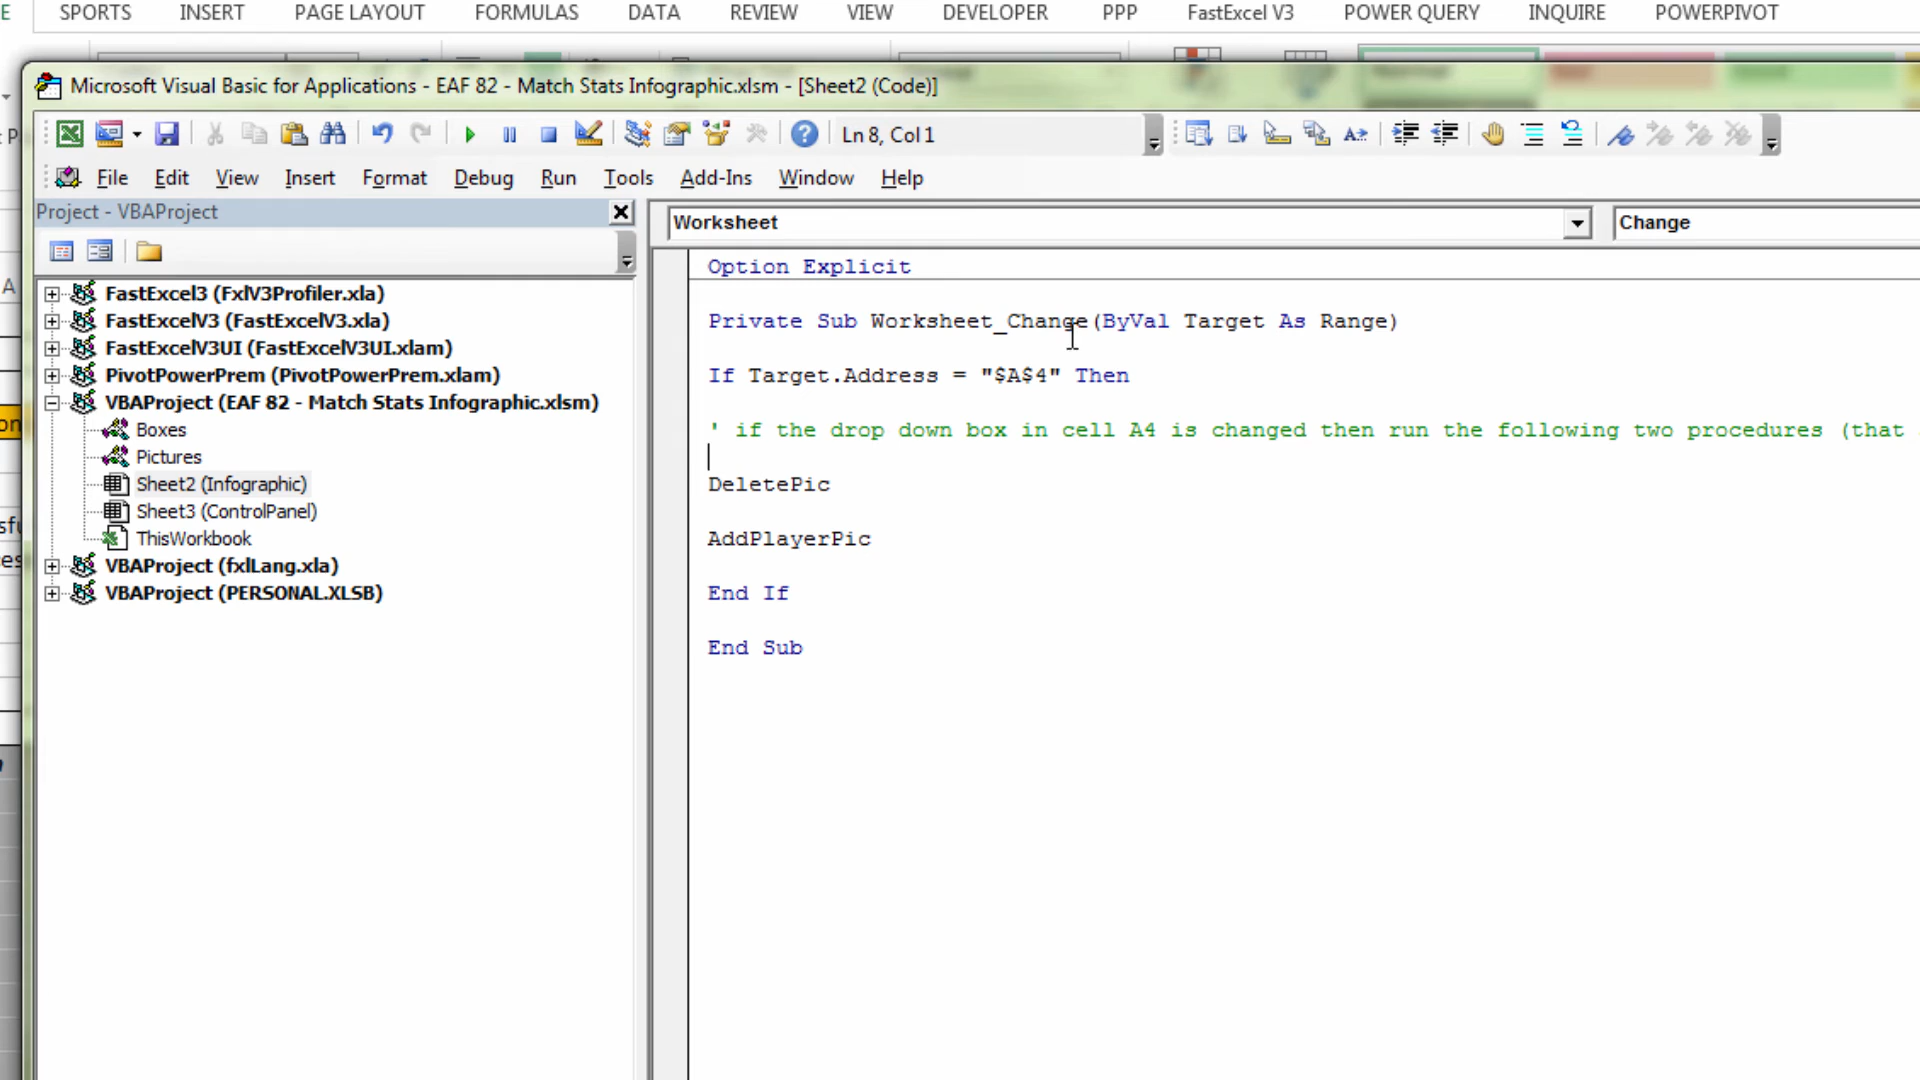 SPORTS INSERT PAGE LAYOUT FORMULAS DATA REVIEW VIEW DEVELOPER PPP FastExcel V3 POWER QUERY INQUIRE POWERPIVOT
Microsoft Visual Basic for Applications - EAF 82 - Match Stats Infographic.xlsm - [Sheet2 (Code)]
Ln 8, Col 1
File Edit View Insert Format Debug Run Tools Add-Ins Window Help
Project - VBAProject
Worksheet
Change
FastExcel3 (FxlV3Profiler.xla)
FastExcelV3 (FastExcelV3.xla)
FastExcelV3UI (FastExcelV3UI.xlam)
PivotPowerPrem (PivotPowerPrem.xlam)
VBAProject (EAF 82 - Match Stats Infographic.xlsm)
Boxes
Pictures
Sheet2 (Infographic)
Sheet3 (ControlPanel)
ThisWorkbook
VBAProject (fxlLang.xla)
VBAProject (PERSONAL.XLSB)
Option Explicit
Private Sub Worksheet_Change(ByVal Target As Range)
If Target.Address = "$A$4" Then
' if the drop down box in cell A4 is changed then run the following two procedures (that
DeletePic
AddPlayerPic
End If
End Sub